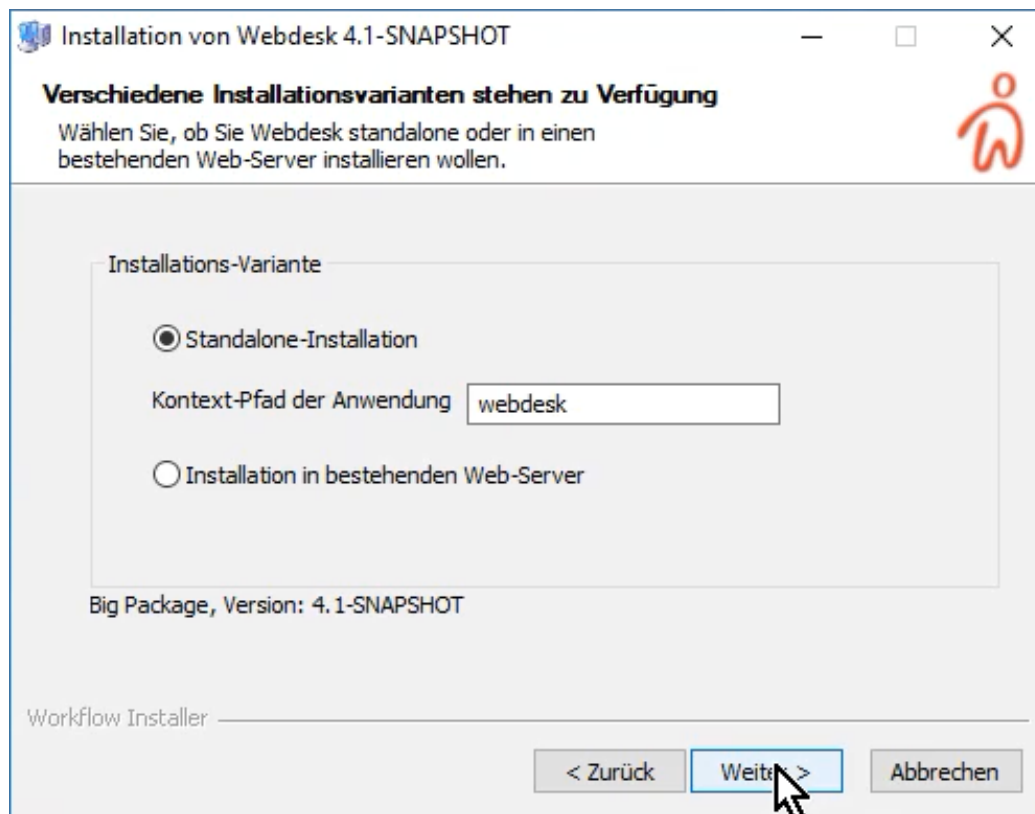 Installation von Webdesk 4.1-SNAPSHOT
Verschiedene Installationsvarianten stehen zu Verfügung
Wählen Sie, ob Sie Webdesk standalone oder in einen
bestehenden Web-Server installieren wollen.
Installations-Variante
Standalone-Installation
Kontext-Pfad der Anwendung webdesk
Installation in bestehenden Web-Server
Big Package, Version: 4.1-SNAPSHOT
Workflow Installer
< Zurück Weiter > Abbrechen